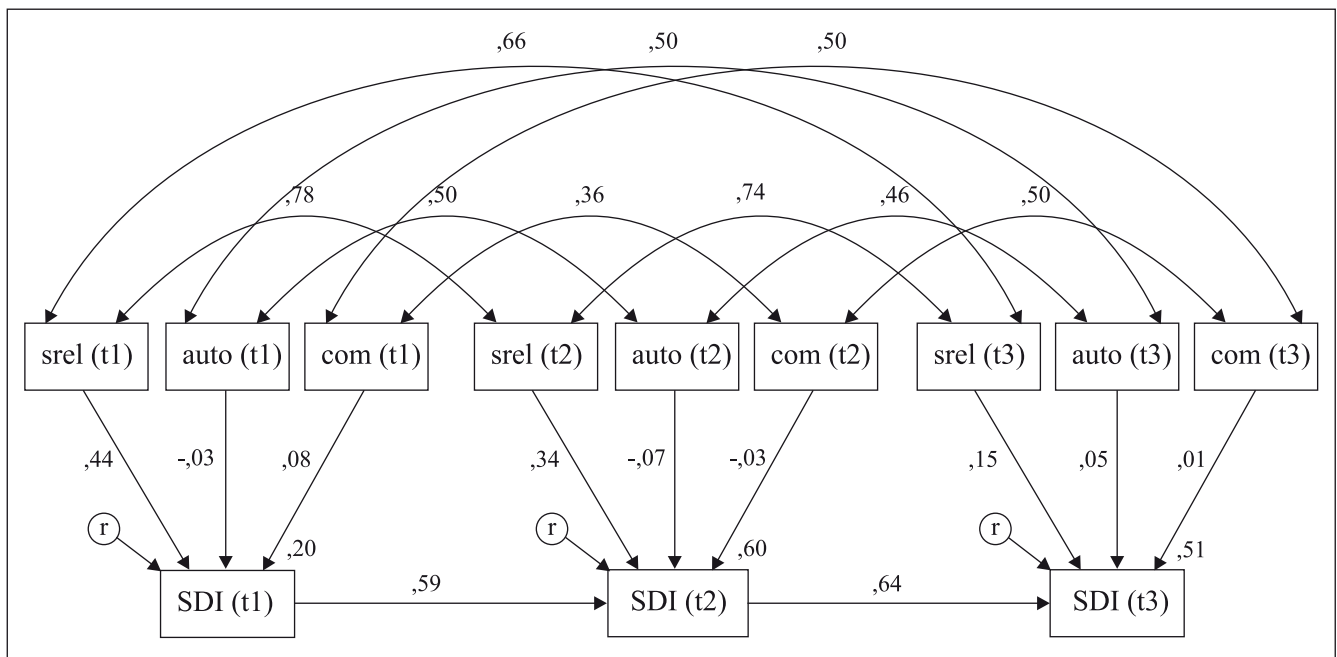 ,66 ,50 ,50
,78 ,50 ,36 ,74 ,46 ,50
srel (t1) auto (t1) com (t1) srel (t2) auto (t2) com (t2) srel (t3) auto (t3) com (t3)
,44 -,03 ,08 ,34 -,07 -,03 ,15 ,05 ,01
r ,20 r ,60 r ,51
SDI (t1) ,59 SDI (t2) ,64 SDI (t3)